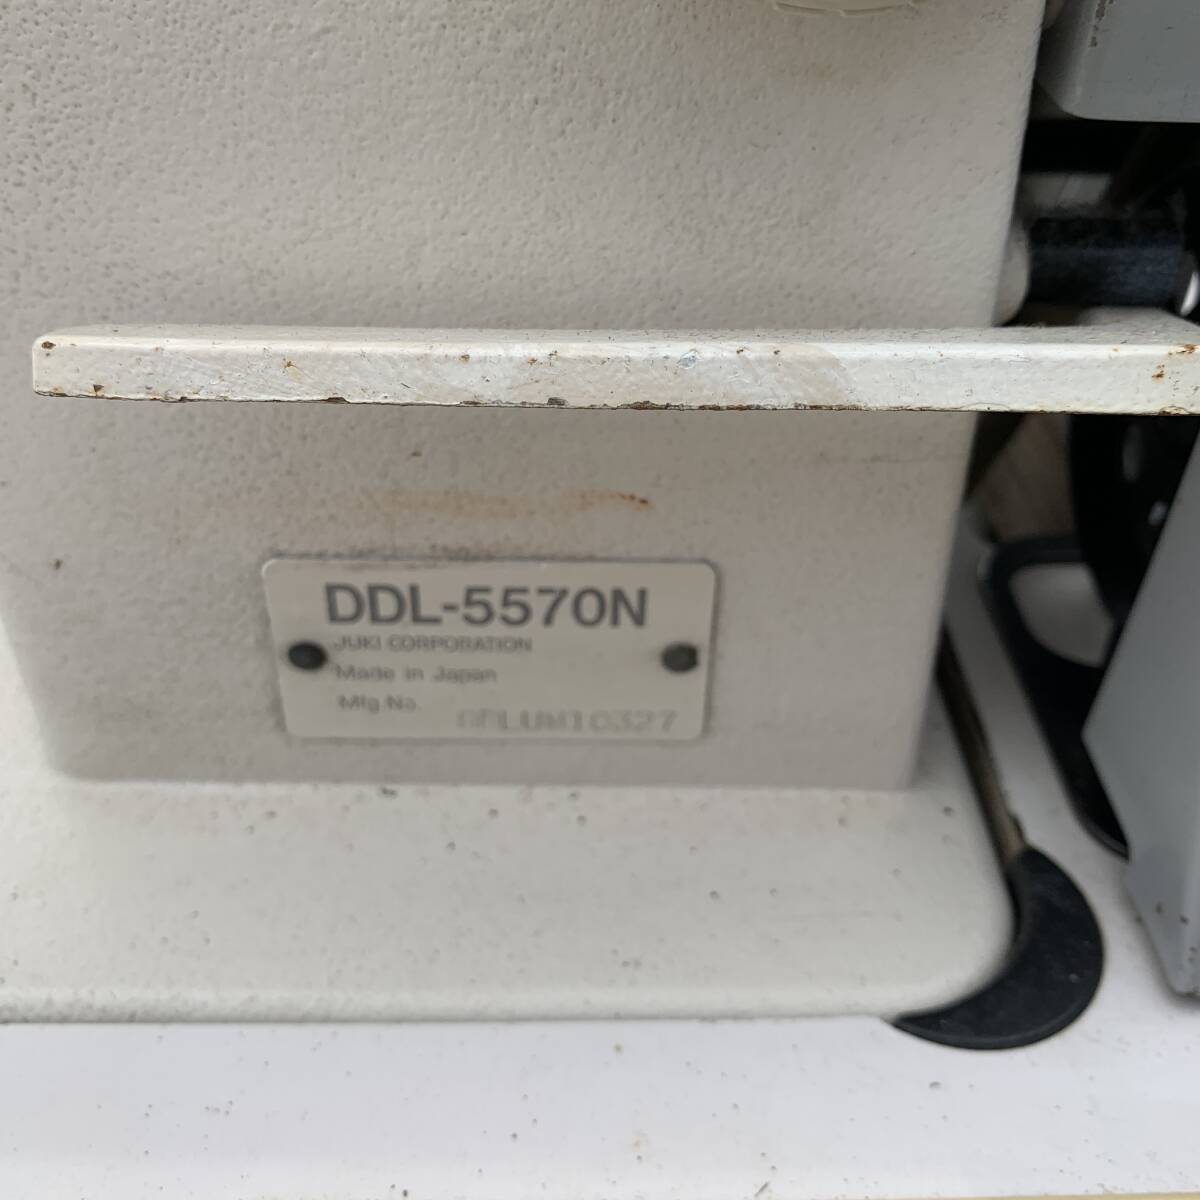 DDL-5570N
JUKI CORPORATION
Made in Japan
Mfg.No.